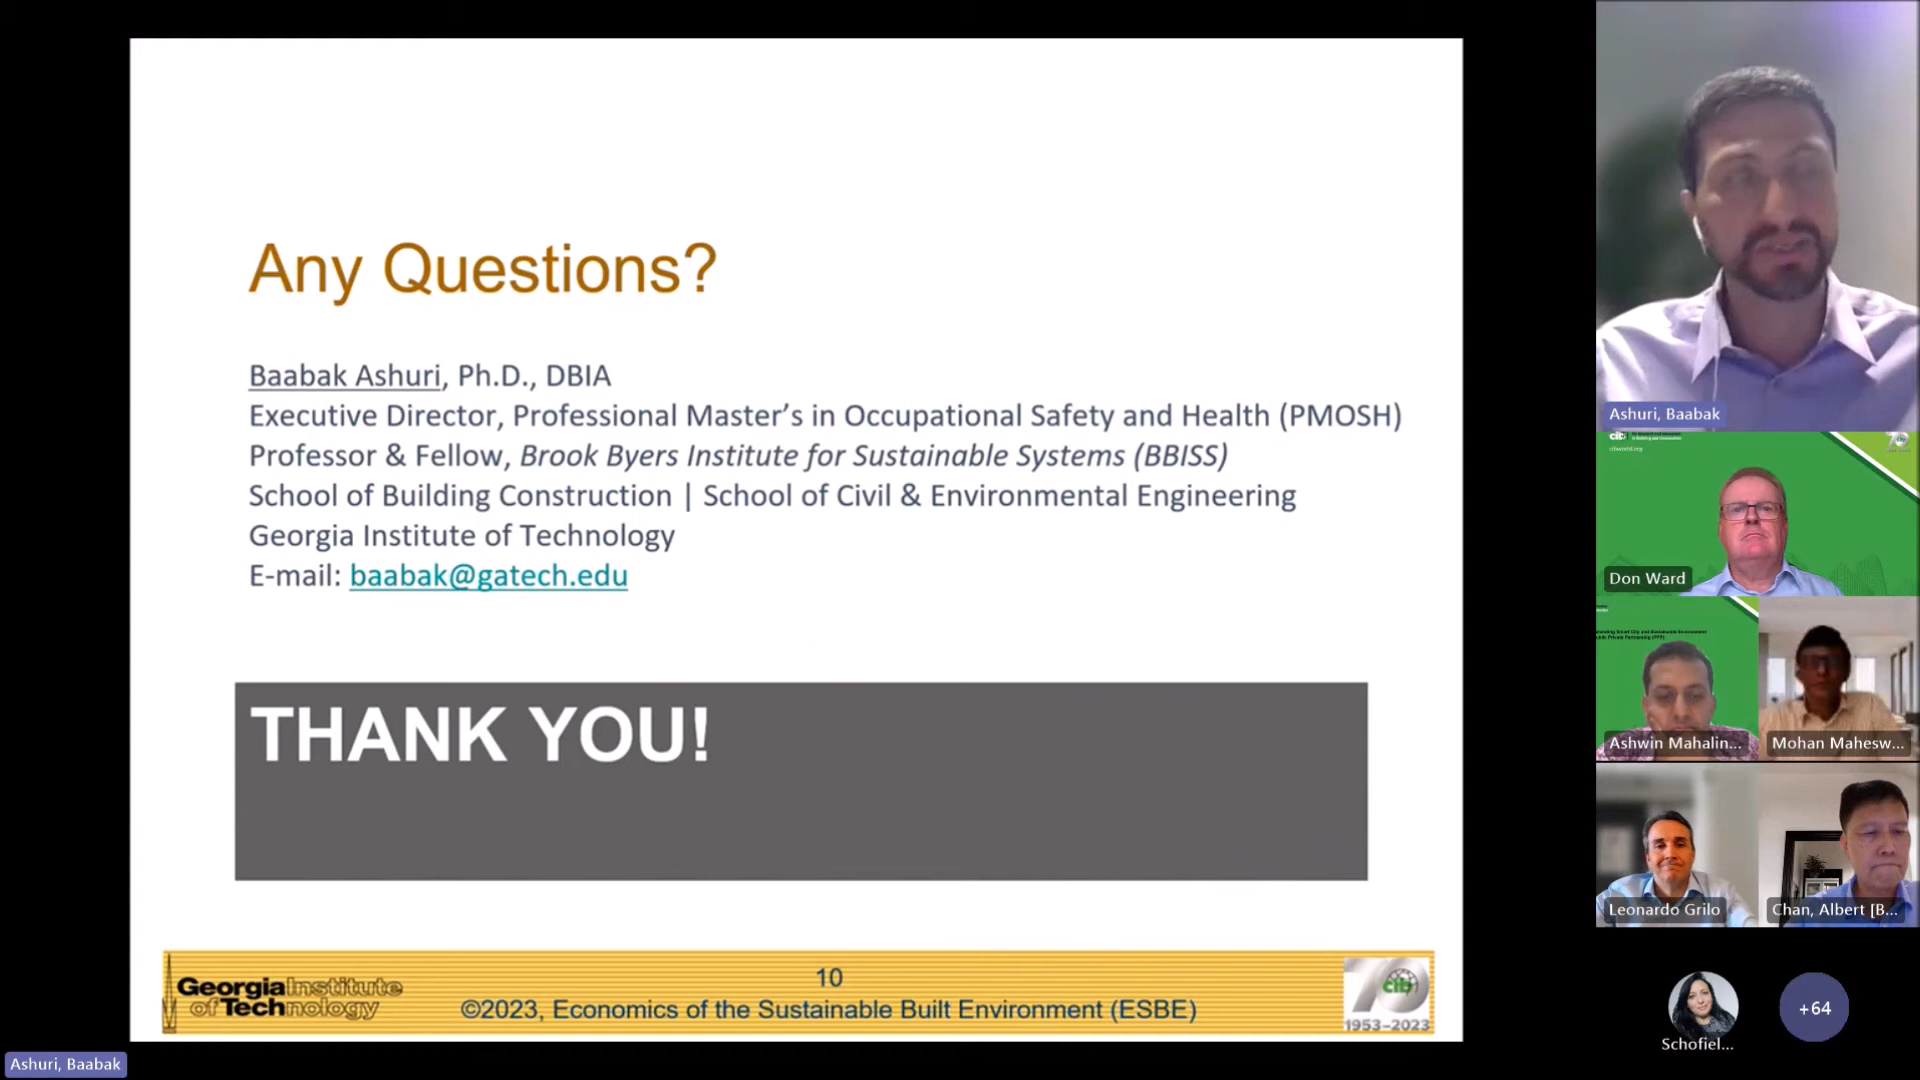 Any Questions?
Baabak Ashuri, Ph.D., DBIA
Executive Director, Professional Master's in Occupational Safety and Health (PMOSH)
Professor & Fellow, Brook Byers Institute for Sustainable Systems (BBISS)
School of Building Construction | School of Civil & Environmental Engineering
Georgia Institute of Technology
E-mail: baabak@gatech.edu
THANK YOU!
Georgia Institute
of Technology
10
©2023, Economics of the Sustainable Built Environment (ESBE)
70
cib
1953-2023
Ashuri, Baabak
Ashuri, Baabak
cib
cibworld.org
Don Ward
Ashwin Mahalin...
Mohan Mahesw...
Leonardo Grilo
Chan, Albert [B...
Schofiel...
+64